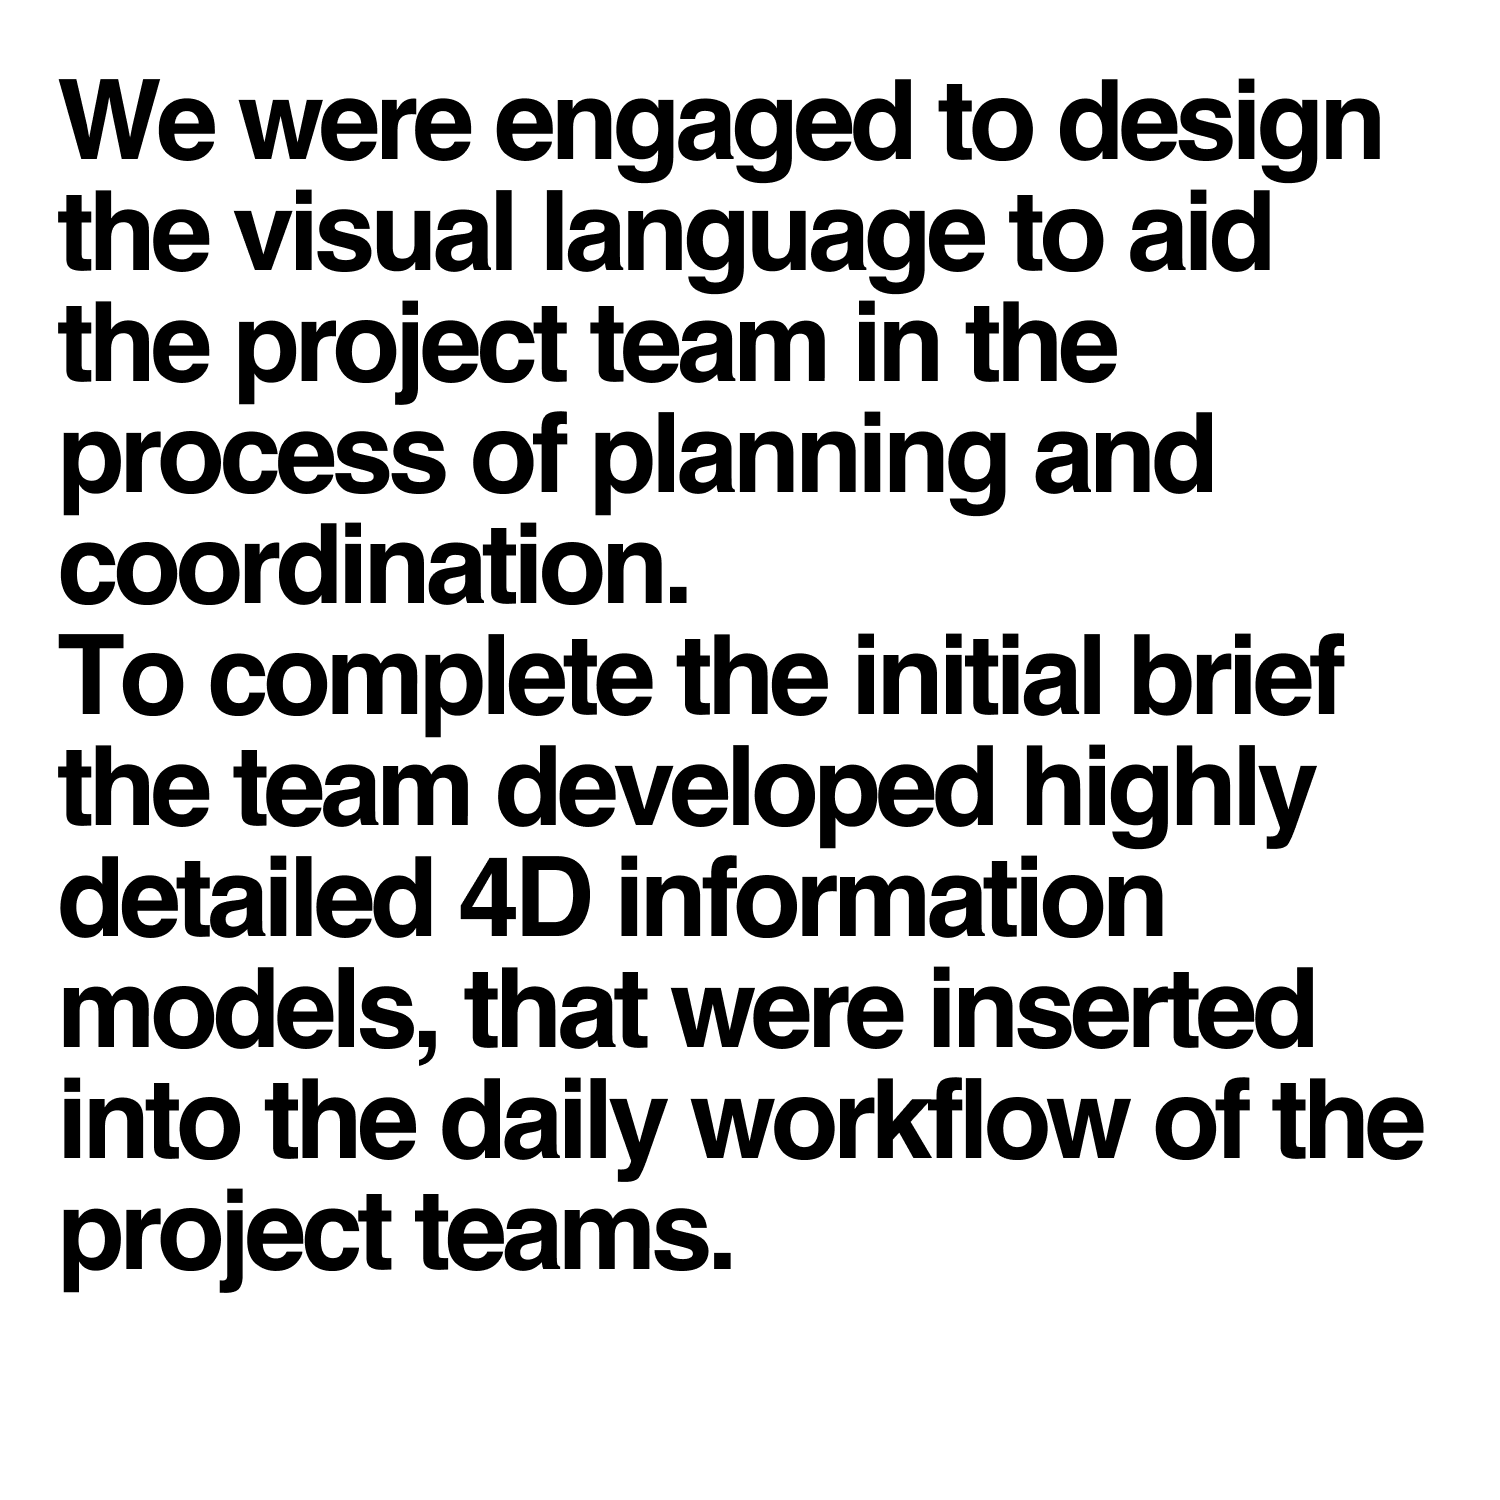 We were engaged to design
the visual language to aid
the project team in the
process of planning and
coordination.
To complete the initial brief
the team developed highly
detailed 4D information
models, that were inserted
into the daily workflow of the
project teams.